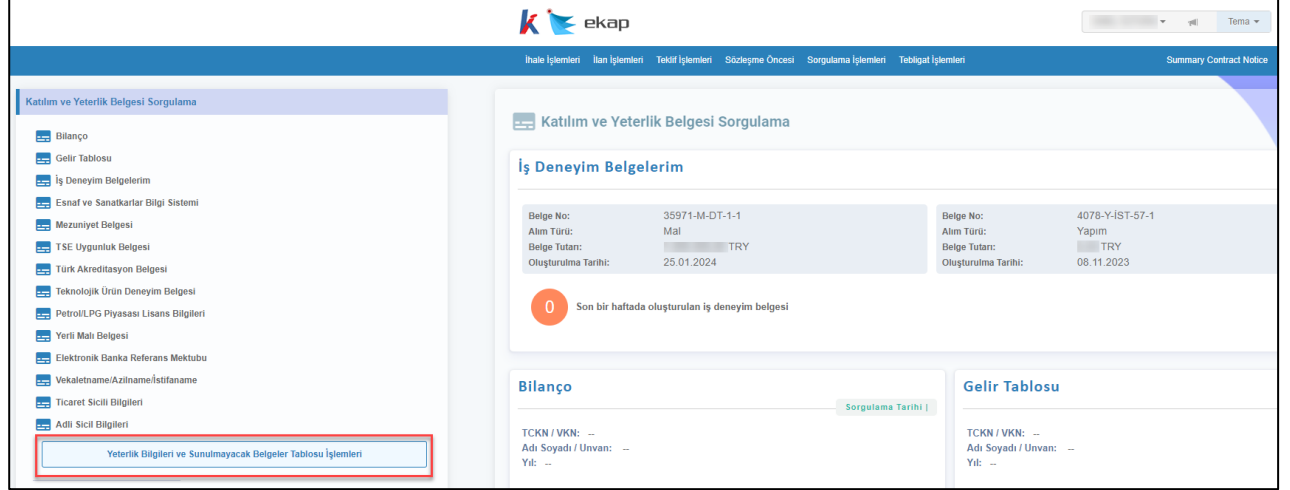 ekap
Tema
İhale İşlemleri İlan İşlemleri Teklif İşlemleri Sözleşme Öncesi Sorgulama İşlemleri Tebligat İşlemleri Summary Contract Notice
Katılım ve Yeterlik Belgesi Sorgulama
Bilanço
Gelir Tablosu
İş Deneyim Belgelerim
Esnaf ve Sanatkarlar Bilgi Sistemi
Mezuniyet Belgesi
TSE Uygunluk Belgesi
Türk Akreditasyon Belgesi
Teknolojik Ürün Deneyim Belgesi
Petrol/LPG Piyasası Lisans Bilgileri
Yerli Malı Belgesi
Elektronik Banka Referans Mektubu
Vekaletname/Azilname/İstifaname
Ticaret Sicili Bilgileri
Adli Sicil Bilgileri
Yeterlik Bilgileri ve Sunulmayacak Belgeler Tablosu İşlemleri
Katılım ve Yeterlik Belgesi Sorgulama
İş Deneyim Belgelerim
Belge No: 35971-M-DT-1-1
Alım Türü: Mal
Belge Tutarı: TRY
Oluşturulma Tarihi: 25.01.2024
Belge No: 4078-Y-İST-57-1
Alım Türü: Yapım
Belge Tutarı: TRY
Oluşturulma Tarihi: 08.11.2023
0 Son bir haftada oluşturulan iş deneyim belgesi
Bilanço
Sorgulama Tarihi |
TCKN / VKN: --
Adı Soyadı / Unvan: --
Yıl: --
Gelir Tablosu
TCKN / VKN: --
Adı Soyadı / Unvan: --
Yıl: --